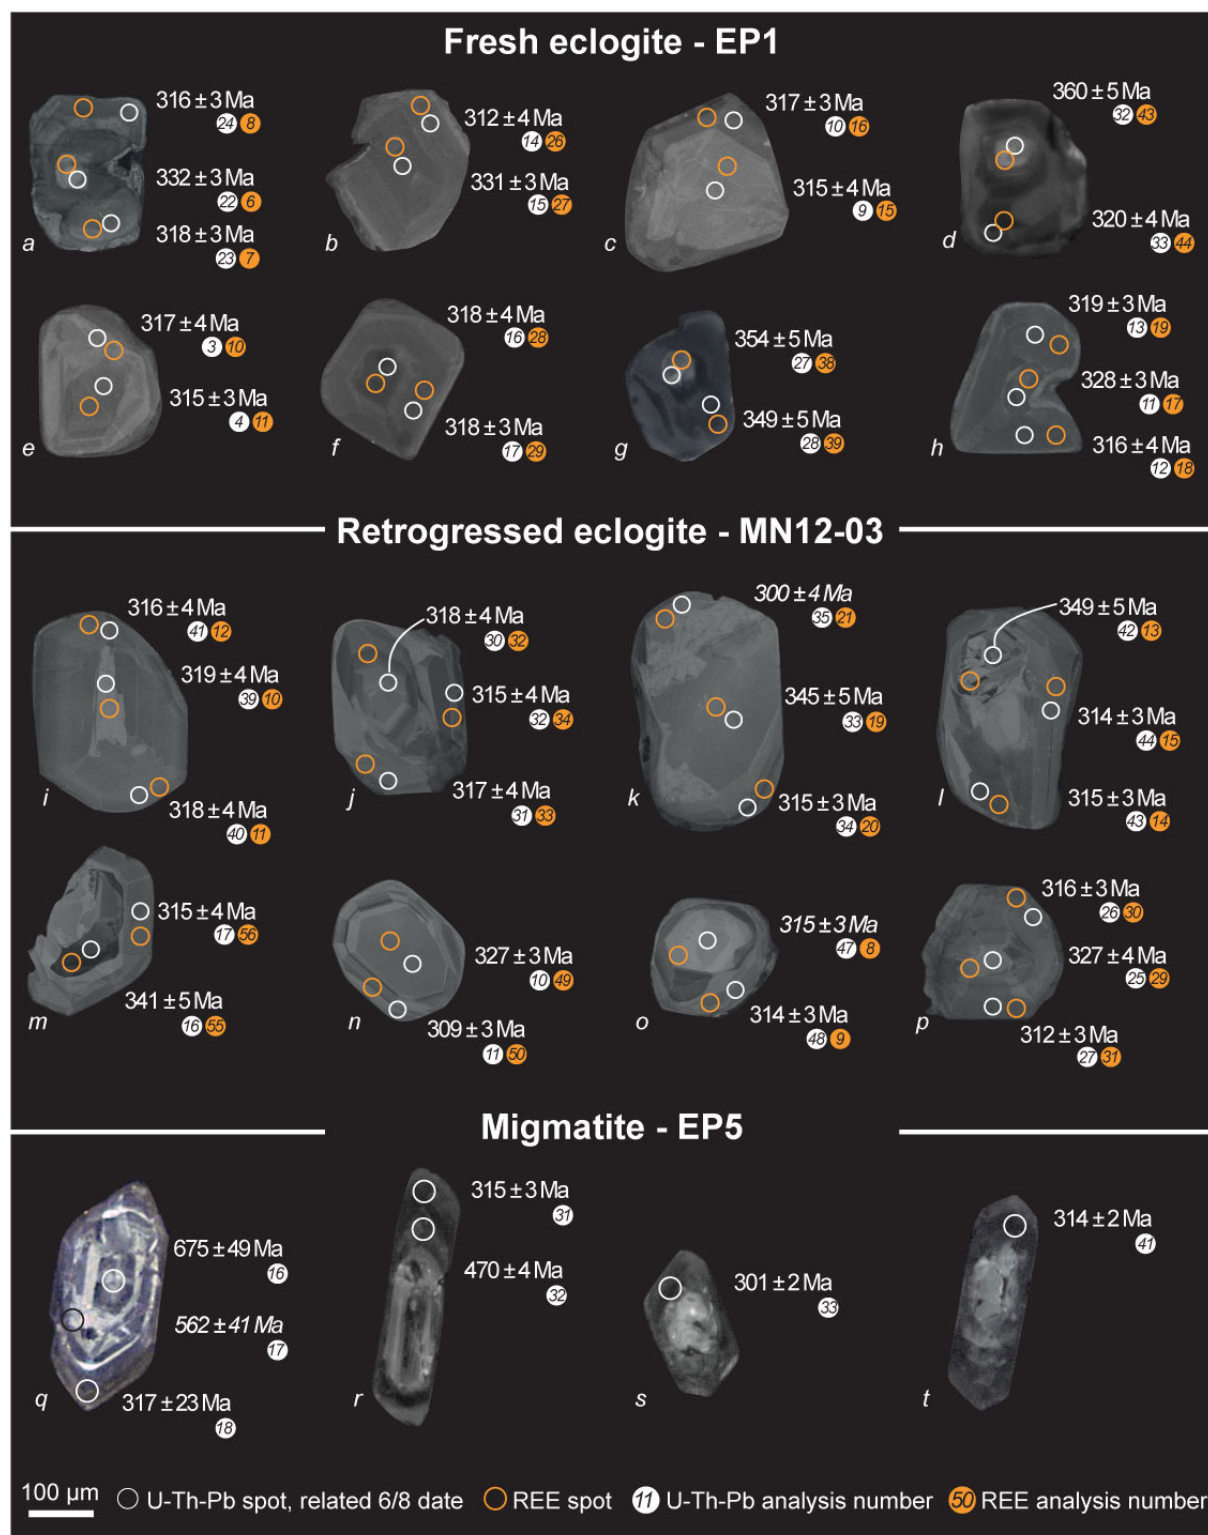 Fresh eclogite - EP1
316 ± 3 Ma
24 8
332 ± 3 Ma
22 6
318 ± 3 Ma
23 7
a
312 ± 4 Ma
14 26
331 ± 3 Ma
15 27
b
317 ± 3 Ma
10 16
315 ± 4 Ma
9 15
c
360 ± 5 Ma
32 43
320 ± 4 Ma
33 44
d
317 ± 4 Ma
3 10
315 ± 3 Ma
4 11
e
318 ± 4 Ma
16 28
318 ± 3 Ma
17 29
f
354 ± 5 Ma
27 38
349 ± 5 Ma
28 39
g
319 ± 3 Ma
13 19
328 ± 3 Ma
11 17
316 ± 4 Ma
12 18
h
Retrogressed eclogite - MN12-03
316 ± 4 Ma
41 12
319 ± 4 Ma
39 10
318 ± 4 Ma
40 11
i
318 ± 4 Ma
30 32
315 ± 4 Ma
32 34
317 ± 4 Ma
31 33
j
300 ± 4 Ma
35 21
345 ± 5 Ma
33 19
315 ± 3 Ma
34 20
k
349 ± 5 Ma
42 13
314 ± 3 Ma
44 15
315 ± 3 Ma
43 14
l
315 ± 4 Ma
17 56
341 ± 5 Ma
16 55
m
327 ± 3 Ma
10 49
309 ± 3 Ma
11 50
n
315 ± 3 Ma
47 8
314 ± 3 Ma
48 9
o
316 ± 3 Ma
26 30
327 ± 4 Ma
25 29
312 ± 3 Ma
27 31
p
Migmatite - EP5
675 ± 49 Ma
16
562 ± 41 Ma
17
317 ± 23 Ma
18
q
315 ± 3 Ma
31
470 ± 4 Ma
32
r
301 ± 2 Ma
33
s
314 ± 2 Ma
41
t
100 µm U-Th-Pb spot, related 6/8 date REE spot 11 U-Th-Pb analysis number 50 REE analysis number